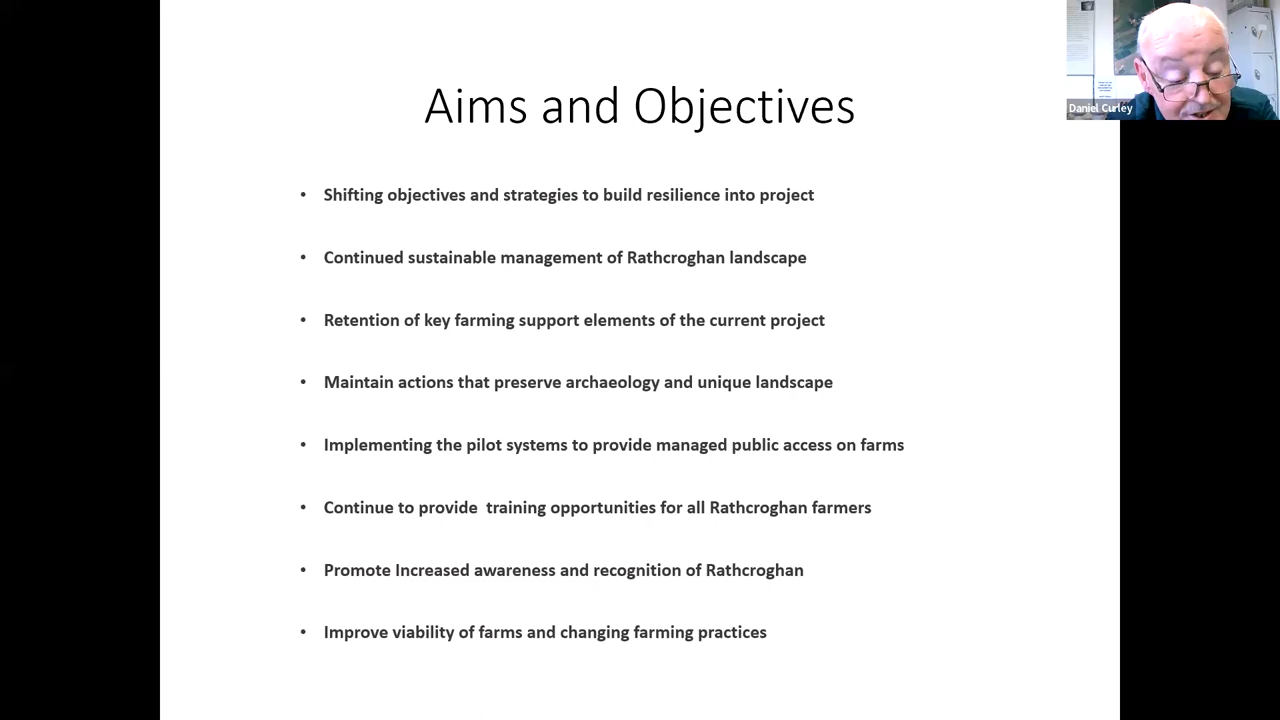 Aims and Objectives
Daniel Curley
• Shifting objectives and strategies to build resilience into project
• Continued sustainable management of Rathcroghan landscape
• Retention of key farming support elements of the current project
• Maintain actions that preserve archaeology and unique landscape
• Implementing the pilot systems to provide managed public access on farms
• Continue to provide  training opportunities for all Rathcroghan farmers
• Promote Increased awareness and recognition of Rathcroghan
• Improve viability of farms and changing farming practices